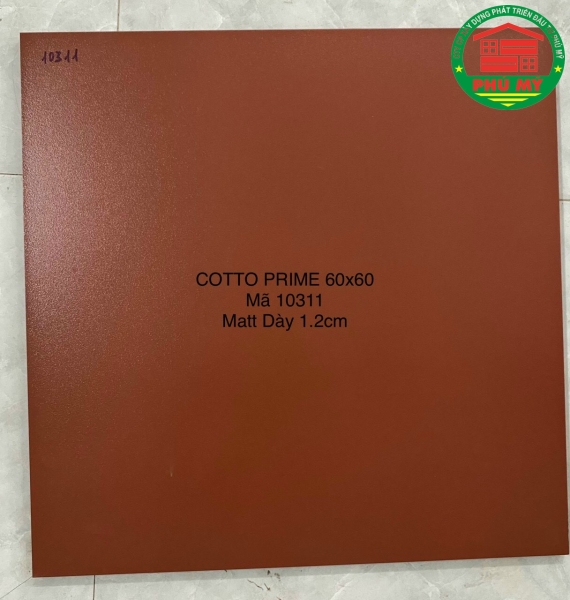 10311
PHÚ MỸ
COTTO PRIME 60x60
Mã 10311
Matt Dày 1.2cm